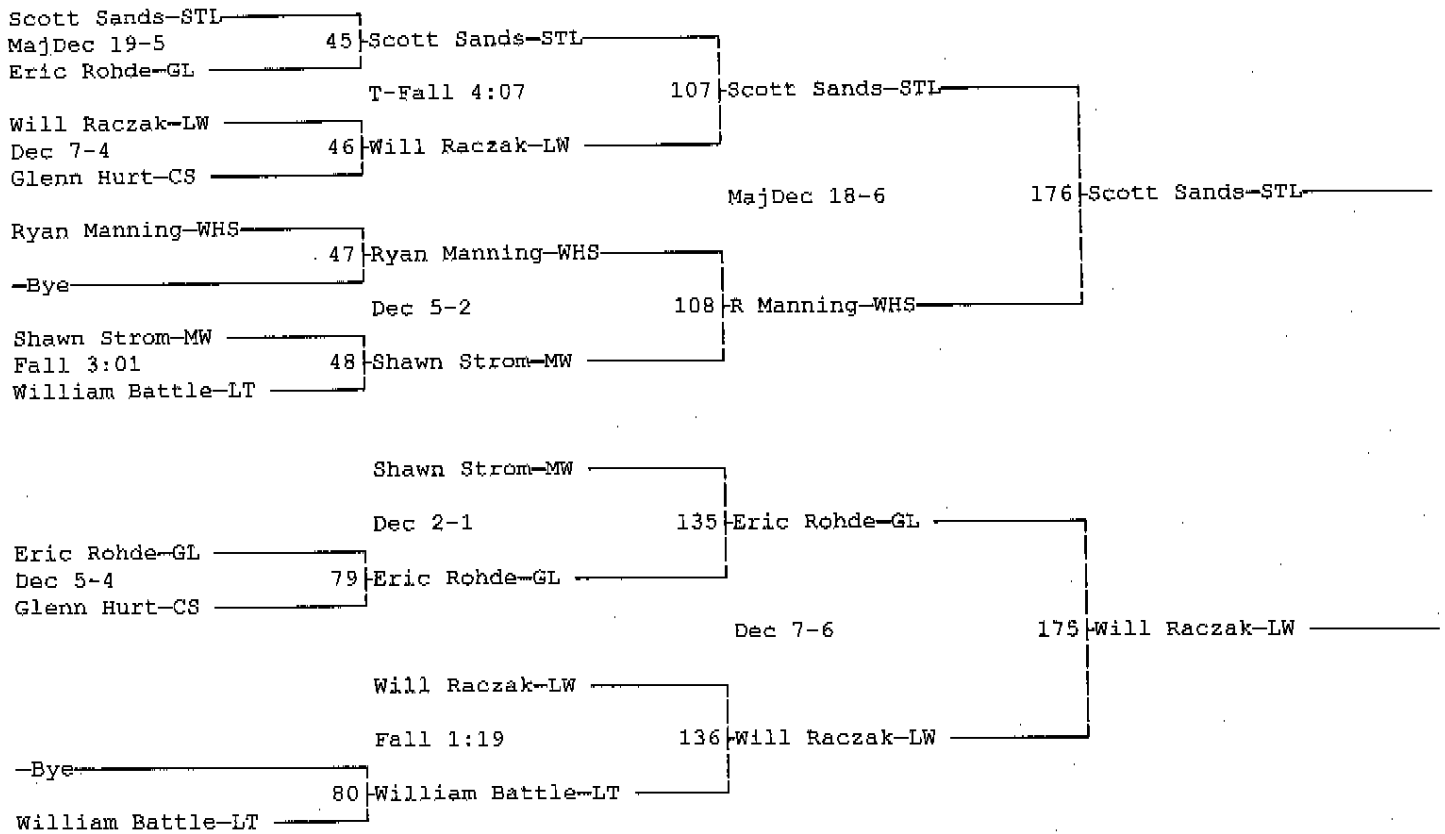 Scott Sands—STL
MajDec 19-5
45 Scott Sands—STL
Eric Rohde—GL
T-Fall 4:07
107 Scott Sands—STL
Will Raczak—LW
Dec 7-4
46 Will Raczak—LW
Glenn Hurt—CS
MajDec 18-6
176 Scott Sands—STL
Ryan Manning—WHS
47 Ryan Manning—WHS
—Bye
Dec 5-2
108 R Manning—WHS
Shawn Strom—MW
Fall 3:01
48 Shawn Strom—MW
William Battle—LT
Shawn Strom—MW
Dec 2-1
135 Eric Rohde—GL
Eric Rohde—GL
Dec 5-4
79 Eric Rohde—GL
Glenn Hurt—CS
Dec 7-6
175 Will Raczak—LW
Will Raczak—LW
Fall 1:19
136 Will Raczak—LW
—Bye
80 William Battle—LT
William Battle—LT